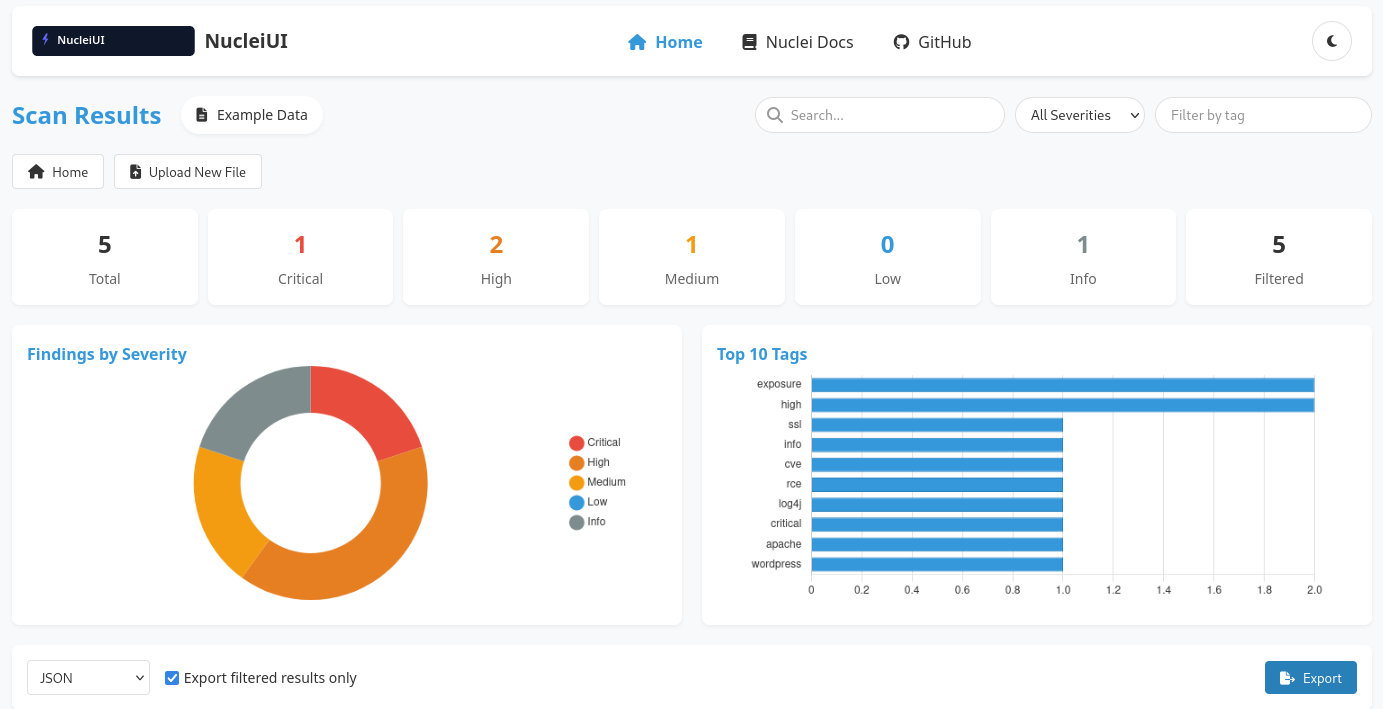 NucleiUI
NucleiUI
Home
Nuclei Docs
GitHub
Scan Results
Example Data
Search...
All Severities
Filter by tag
Home
Upload New File
5
Total
1
Critical
2
High
1
Medium
0
Low
1
Info
5
Filtered
Findings by Severity
Critical
High
Medium
Low
Info
Top 10 Tags
exposure
high
ssl
info
cve
rce
log4j
critical
apache
wordpress
0 0.2 0.4 0.6 0.8 1.0 1.2 1.4 1.6 1.8 2.0
JSON
Export filtered results only
Export